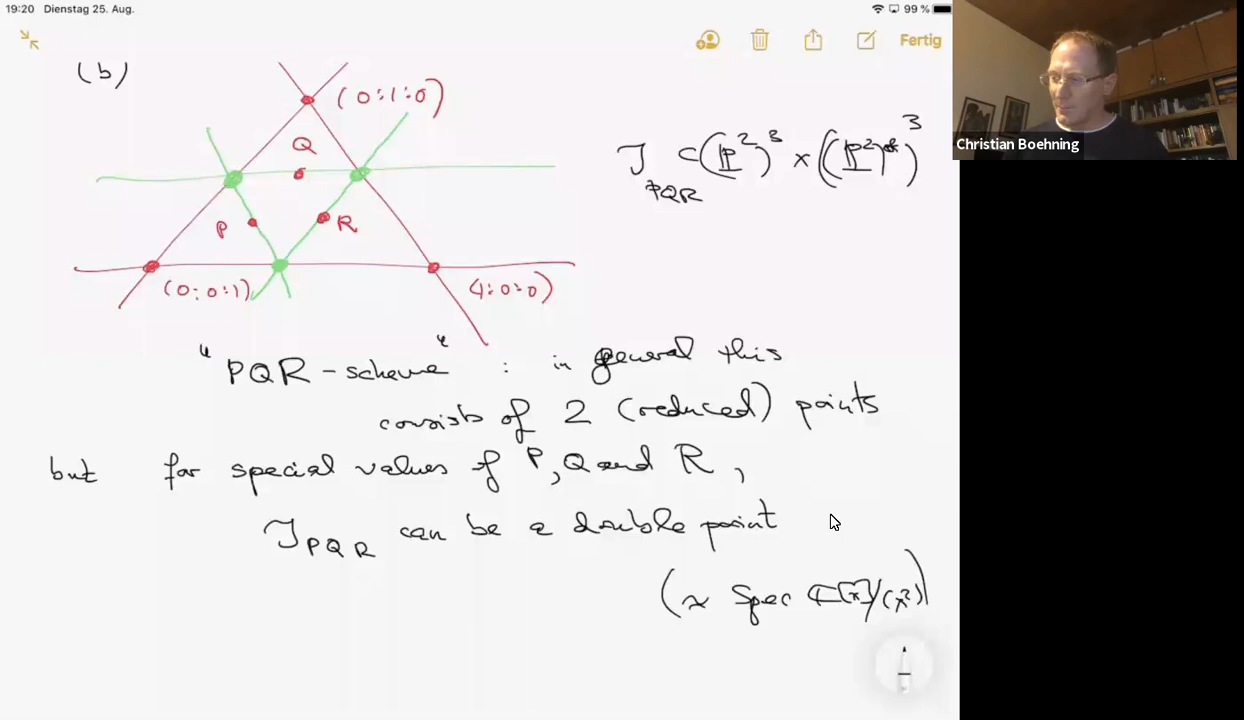 19:20 Dienstag 25. Aug.
99 %
Fertig
(b)
(0:1:0)
Q
P
R
(0:0:1)
(1:0:0)
J_PQR ⊂ (ℙ²)³ × ((ℙ²)*)³
Christian Boehning
"PQR-scheme" : in general this
consists of 2 (reduced) points
but for special values of P, Q and R,
J_PQR can be a double point
(≃ Spec ℂ[x]/(x²))